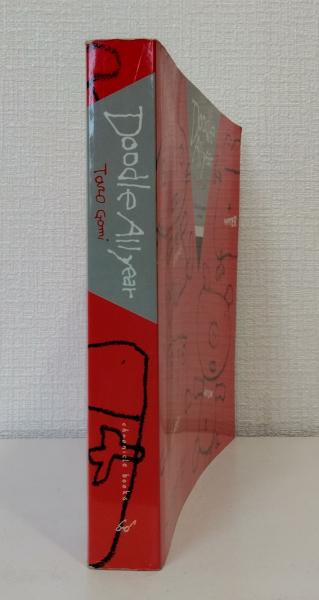 Doodle All year
Taro Gomi
chronicle books